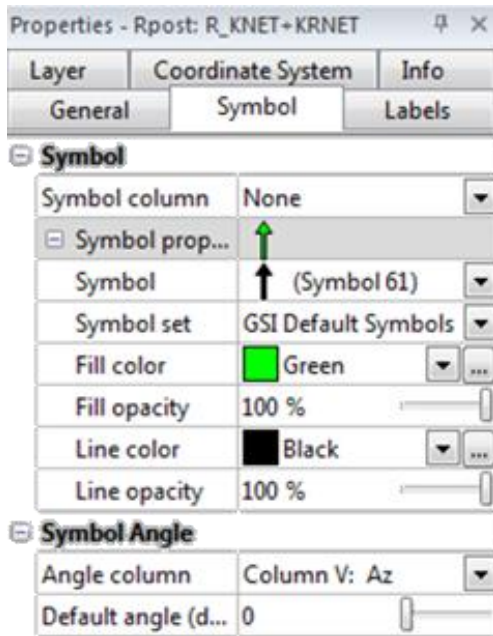 Properties - Rpost: R_KNET+KRNET
Layer Coordinate System Info
General Symbol Labels
Symbol
Symbol column None
Symbol prop...
Symbol (Symbol 61)
Symbol set GSI Default Symbols
Fill color Green ...
Fill opacity 100 %
Line color Black ...
Line opacity 100 %
Symbol Angle
Angle column Column V: Az
Default angle (d... 0